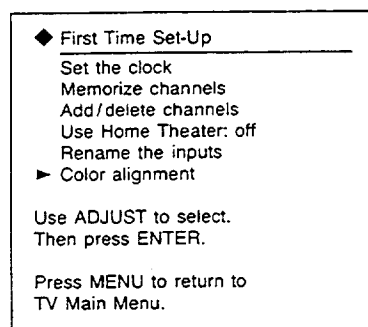 ◆ First Time Set-Up
Set the clock
Memorize channels
Add/delete channels
Use Home Theater: off
Rename the inputs
► Color alignment
Use ADJUST to select.
Then press ENTER.
Press MENU to return to
TV Main Menu.